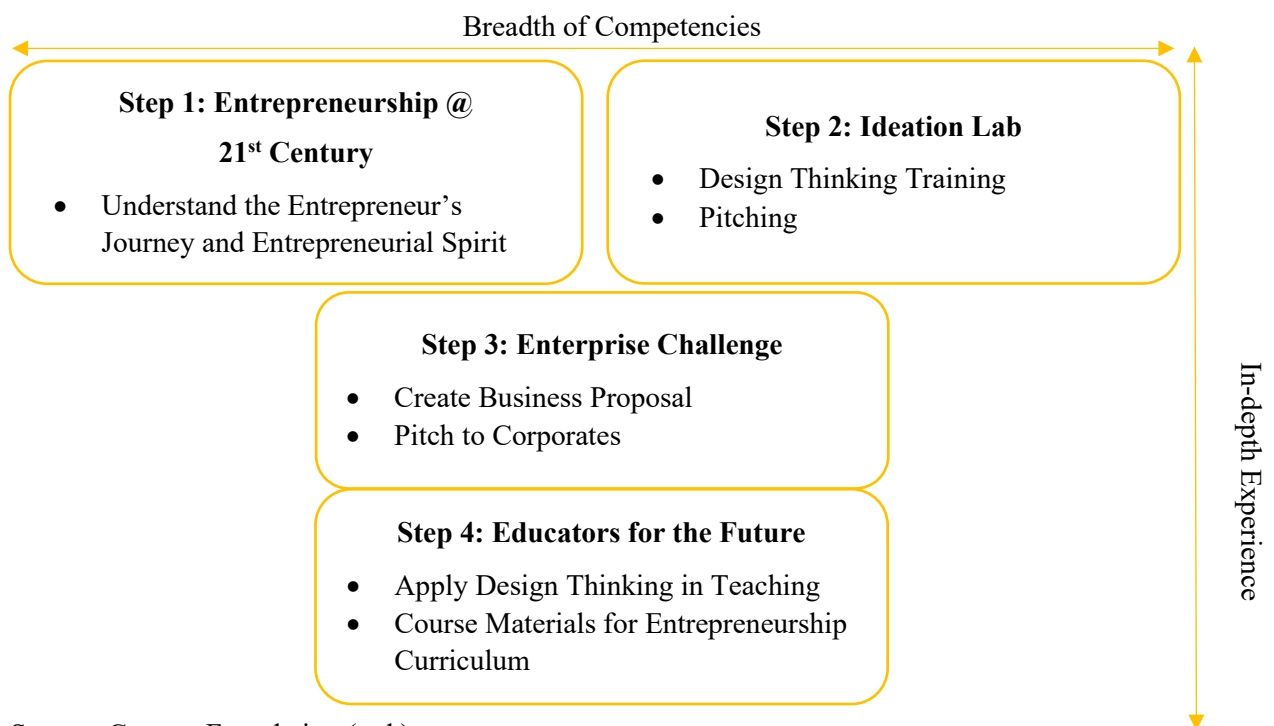 Breadth of Competencies
Step 1: Entrepreneurship @
21st Century
• Understand the Entrepreneur's
Journey and Entrepreneurial Spirit
Step 2: Ideation Lab
• Design Thinking Training
• Pitching
Step 3: Enterprise Challenge
• Create Business Proposal
• Pitch to Corporates
Step 4: Educators for the Future
• Apply Design Thinking in Teaching
• Course Materials for Entrepreneurship
Curriculum
In-depth Experience